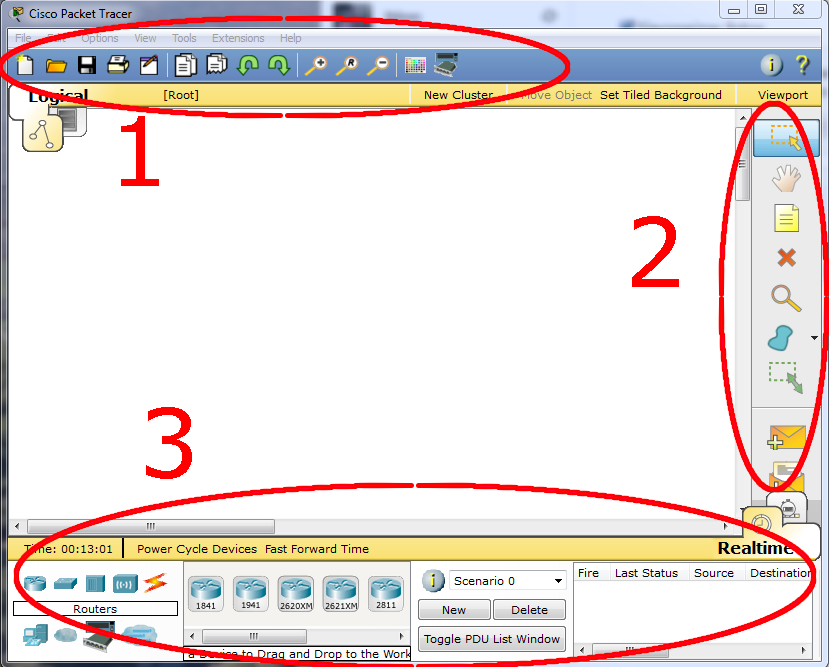 Cisco Packet Tracer
File Edit Options View Tools Extensions Help
Logical [Root] New Cluster Move Object Set Tiled Background Viewport
1
2
3
Time: 00:13:01 Power Cycle Devices Fast Forward Time Realtime
Scenario 0
Fire Last Status Source Destination
1841 1941 2620XM 2621XM 2811
Routers
New Delete
Toggle PDU List Window
a Device to Drag and Drop to the Work